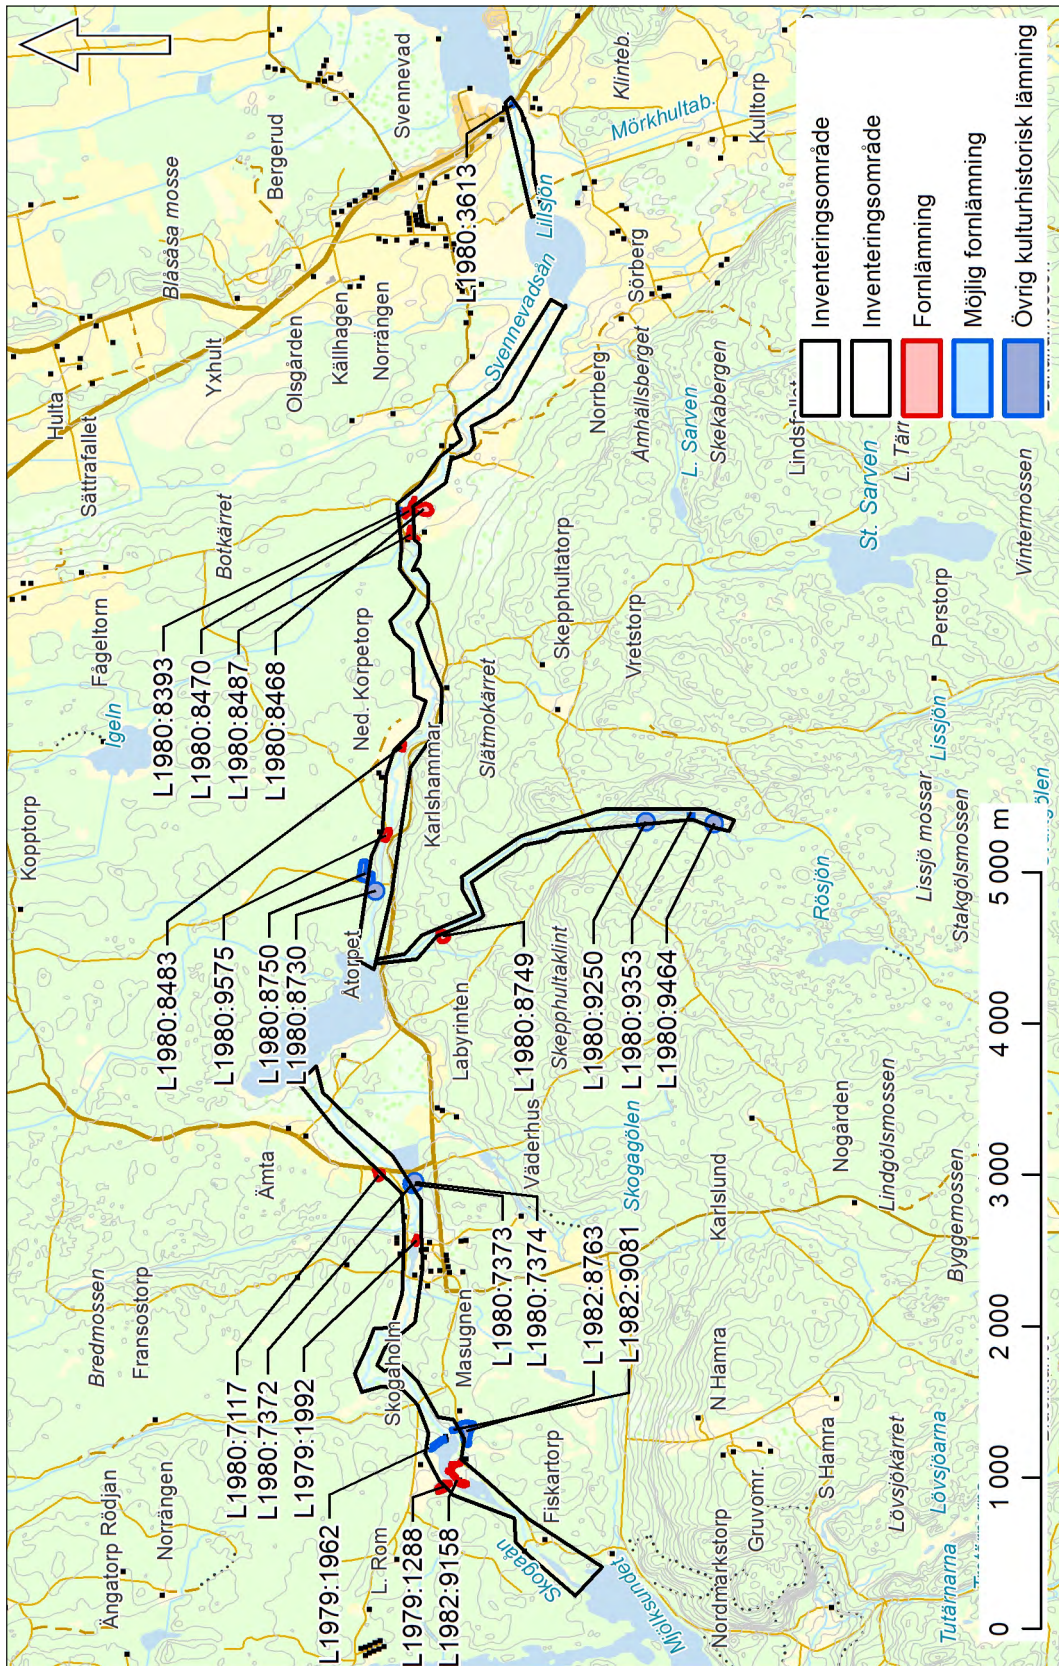 Ängatorp Rödjan
Norrängen
Bredmossen
Fransostorp
Kopptorp
Igeln
Fågeltorn
Sättrafallet
Hulta
Botkärret
Yxhult
Blåsåsa mosse
Olsgården
Källhagen
Norrängen
Bergerud
Svennevad
L. Rom
Skogaholm
Ämta
Åtorpet
Ned. Korpetorp
Karlshammar
Slätmokärret
Svennevadsån
Lillsjön
Klinteb.
Mörkhultab.
Kulltorp
Sörberg
Norrberg
Amhällsberget
L. Sarven
Skekabergen
St. Sarven
L. Tärr
Vintermossen
Skepphultatorp
Vretstorp
Perstorp
Lissjön
Lissjö mossar
Stakgölsmossen
Rösjön
Labyrinten
Skepphultaklint
Väderhus
Skogagölen
Masugnen
Karlslund
Nogården
Lindgölsmossen
Byggemossen
Fiskartorp
Skogaån
Mjölksundet
N Hamra
S Hamra
Gruvomr.
Nordmarkstorp
Lövsjökärret
Lövsjöarna
Tutärnarna
L1979:1962
L1979:1288
L1982:9158
L1980:7117
L1980:7372
L1979:1992
L1980:7373
L1980:7374
L1982:8763
L1982:9081
L1980:8483
L1980:9575
L1980:8750
L1980:8730
L1980:8749
L1980:9250
L1980:9353
L1980:9464
L1980:8393
L1980:8470
L1980:8487
L1980:8468
L1980:3613
Inventeringsområde
Inventeringsområde
Fornlämning
Möjlig fornlämning
Övrig kulturhistorisk lämning
0 1 000 2 000 3 000 4 000 5 000 m